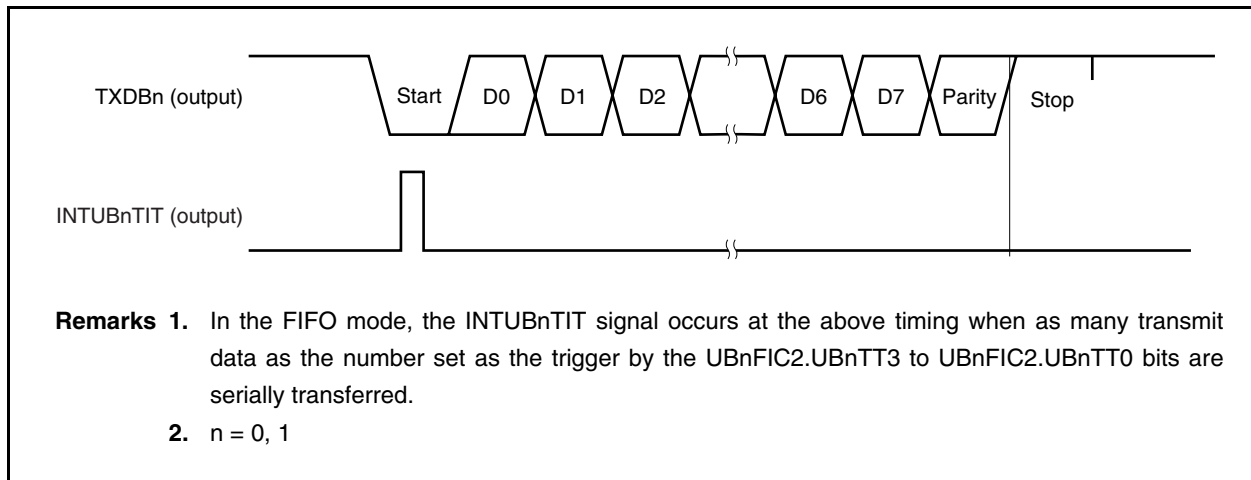 TXDBn (output) Start D0 D1 D2 D6 D7 Parity Stop
INTUBnTIT (output)
Remarks 1. In the FIFO mode, the INTUBnTIT signal occurs at the above timing when as many transmit
data as the number set as the trigger by the UBnFIC2.UBnTT3 to UBnFIC2.UBnTT0 bits are
serially transferred.
2. n = 0, 1